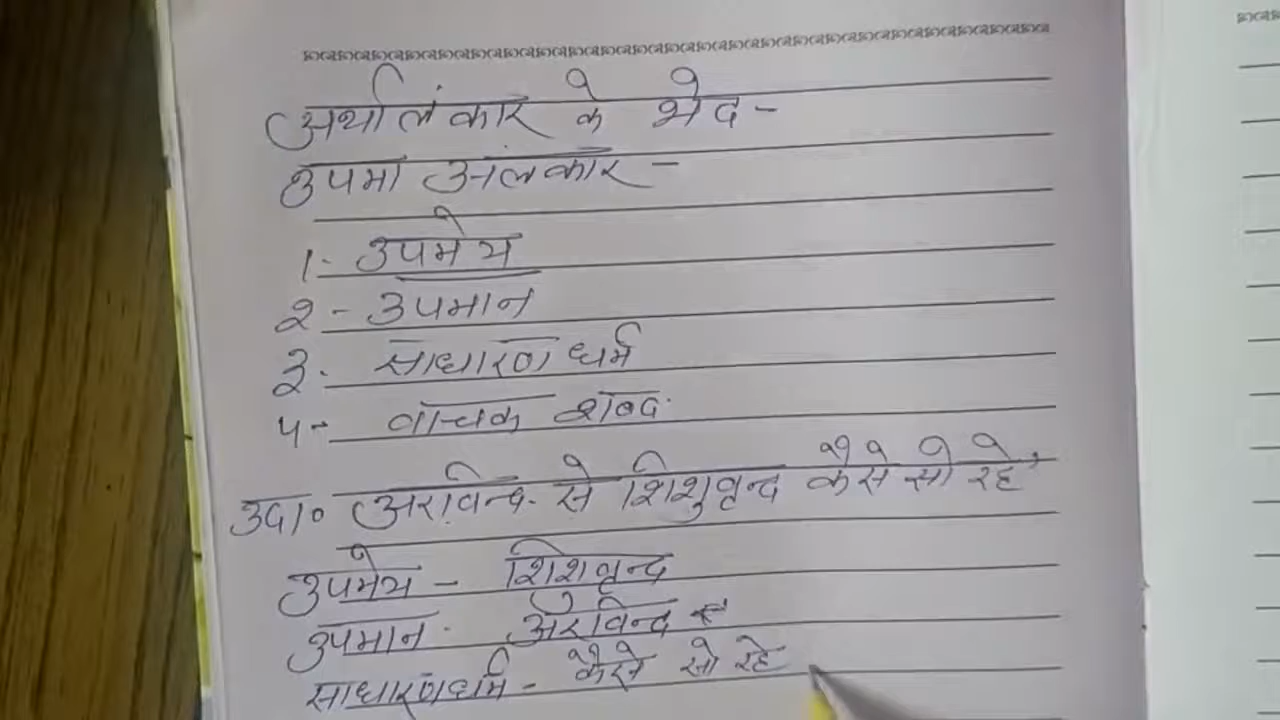 अर्थालंकार के भेद -
उपमा अंलकार -
1- उपमेय
2 - उपमान
3. साधारण धर्म
4 - वाचक शब्द
उदा० अरविन्द से शिशुवृन्द कैसे सो रहे,
उपमेय - शिशुवृन्द
उपमान - अरविन्द से
साधारणधर्म - कैसे सो रहे